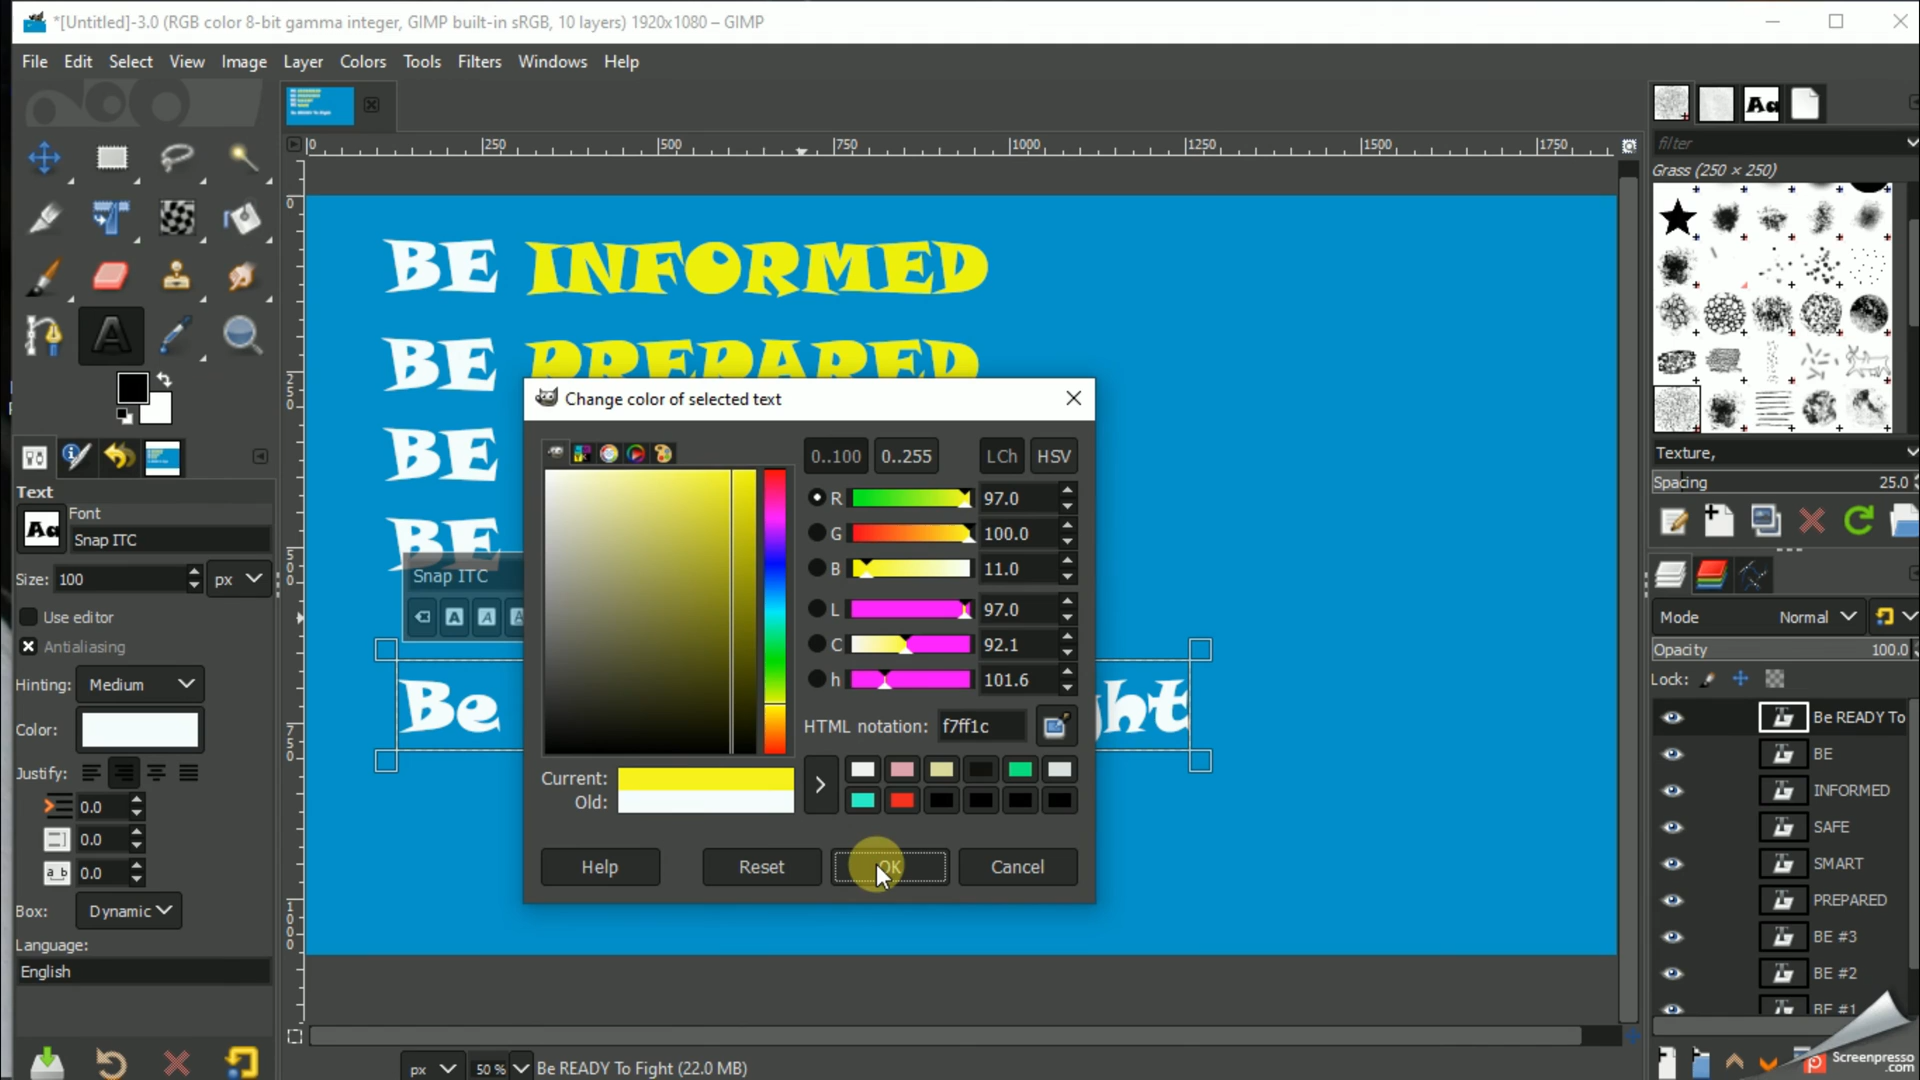 *[Untitled]-3.0 (RGB color 8-bit gamma integer, GIMP built-in sRGB, 10 layers) 1920x1080 – GIMP
File Edit Select View Image Layer Colors Tools Filters Windows Help
0 250 500 750 1000 1250 1500 1750
filter
Grass (250 × 250)
BE INFORMED
BE PREPARED
BE
BE
Snap ITC
Be ght
Change color of selected text
0..100 0..255 LCh HSV
R 97.0
G 100.0
B 11.0
L 97.0
C 92.1
h 101.6
HTML notation: f7ff1c
Current:
Old:
Help Reset OK Cancel
Text
Font
Aa Snap ITC
Size: 100 px
Use editor
Antialiasing
Hinting: Medium
Color:
Justify:
0.0
0.0
0.0
Box: Dynamic
Language:
English
Texture,
Spacing 25.0
Mode Normal
Opacity 100.0
Lock:
Be READY To
BE
INFORMED
SAFE
SMART
PREPARED
BE #3
BE #2
BE #1
px 50 % Be READY To Fight (22.0 MB)
Screenpresso
.com